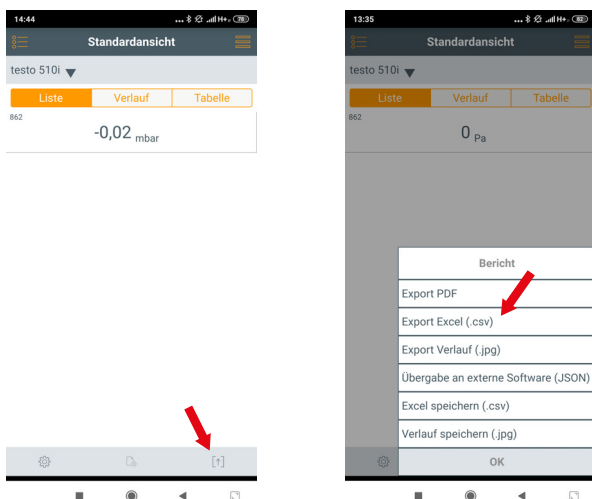 14:44
... H+ 78
Standardansicht
testo 510i
Liste Verlauf Tabelle
862
-0,02 mbar
13:35
... H+ 82
Standardansicht
testo 510i
Liste Verlauf Tabelle
862
0 Pa
Bericht
Export PDF
Export Excel (.csv)
Export Verlauf (.jpg)
Übergabe an externe Software (JSON)
Excel speichern (.csv)
Verlauf speichern (.jpg)
OK